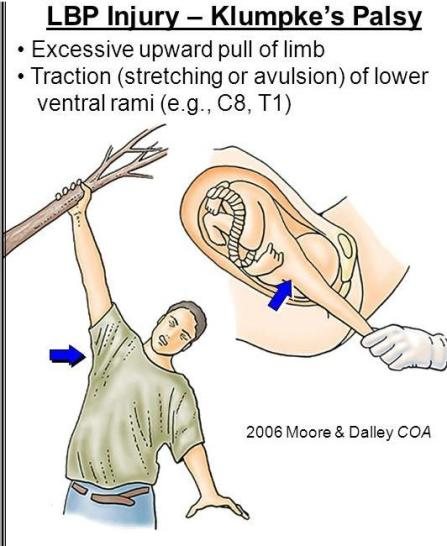 LBP Injury – Klumpke's Palsy
• Excessive upward pull of limb
• Traction (stretching or avulsion) of lower
ventral rami (e.g., C8, T1)
2006 Moore & Dalley COA